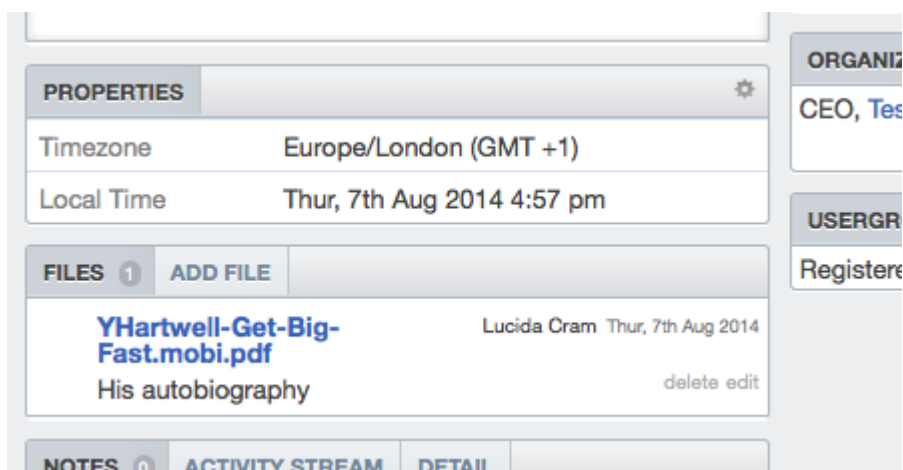 PROPERTIES
Timezone Europe/London (GMT +1)
Local Time Thur, 7th Aug 2014 4:57 pm
FILES 1 ADD FILE
YHartwell-Get-Big-
Fast.mobi.pdf
Lucida Cram Thur, 7th Aug 2014
His autobiography
delete edit
NOTES 0 ACTIVITY STREAM DETAIL
ORGANIZ
CEO, Tes
USERGR
Registere